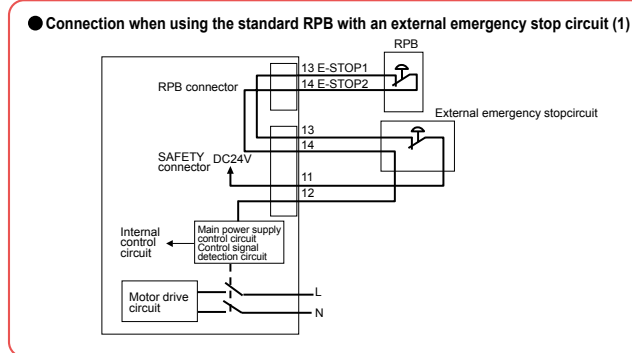 Connection when using the standard RPB with an external emergency stop circuit (1)
RPB
13 E-STOP1
14 E-STOP2
RPB connector
External emergency stopcircuit
13
14
SAFETY
connector
DC24V
11
12
Internal
control
circuit
Main power supply
control circuit
Control signal
detection circuit
Motor drive
circuit
L
N